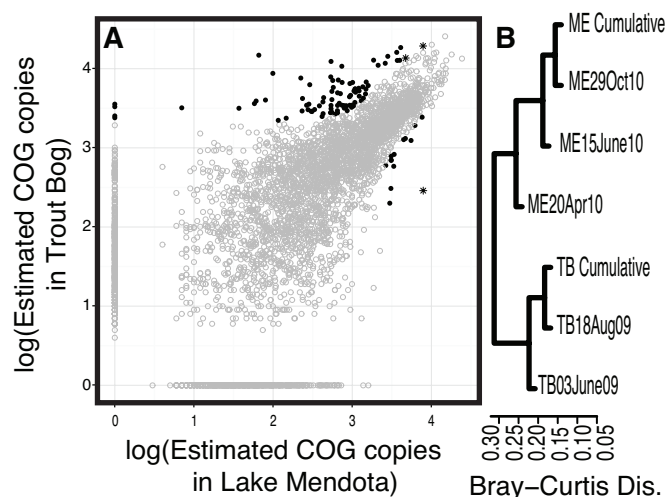 A
log(Estimated COG copies
in Trout Bog)
4
3
2
1
0
0
1
2
3
4
log(Estimated COG copies
in Lake Mendota)
B
ME Cumulative
ME29Oct10
ME15June10
ME20Apr10
TB Cumulative
TB18Aug09
TB03June09
0.30
0.25
0.20
0.15
0.10
0.05
Bray–Curtis Dis.